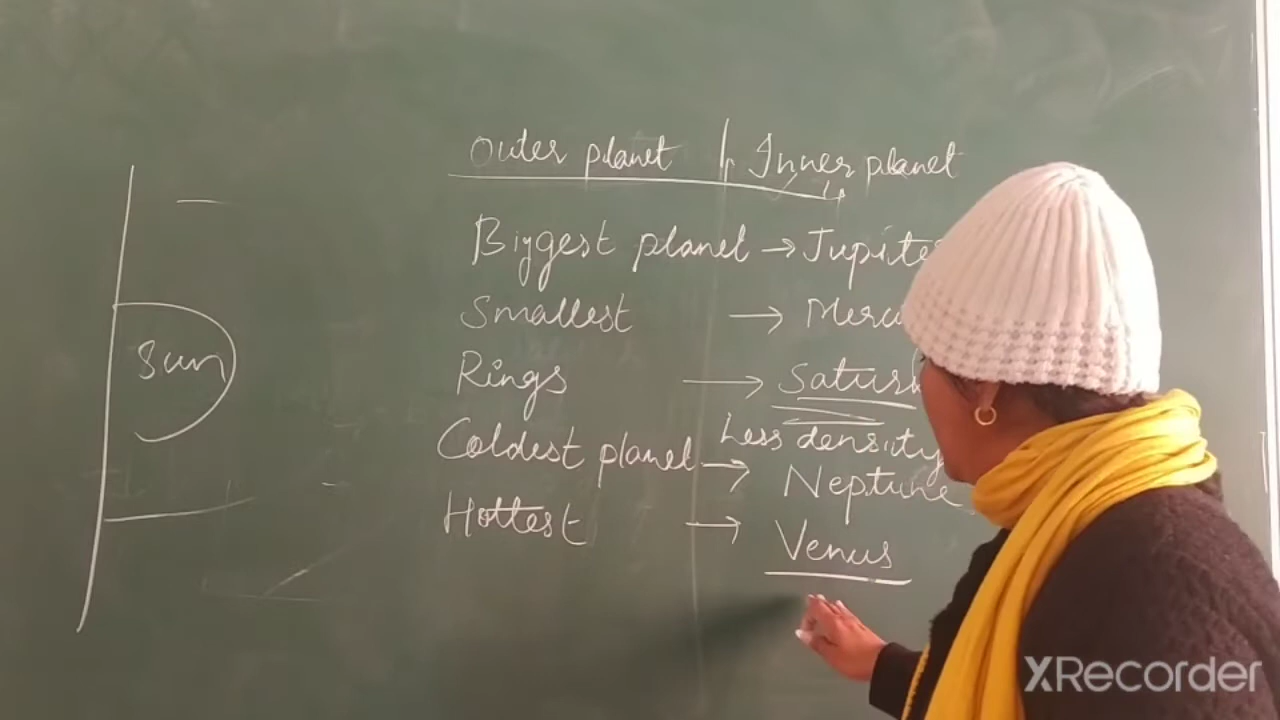 Outer planet | Inner planet
Biggest planet → Jupite
Smallest → Mercu
Sun
Rings → Saturn
Less density
Coldest planet → Neptune
Hottest → Venus
XRecorder